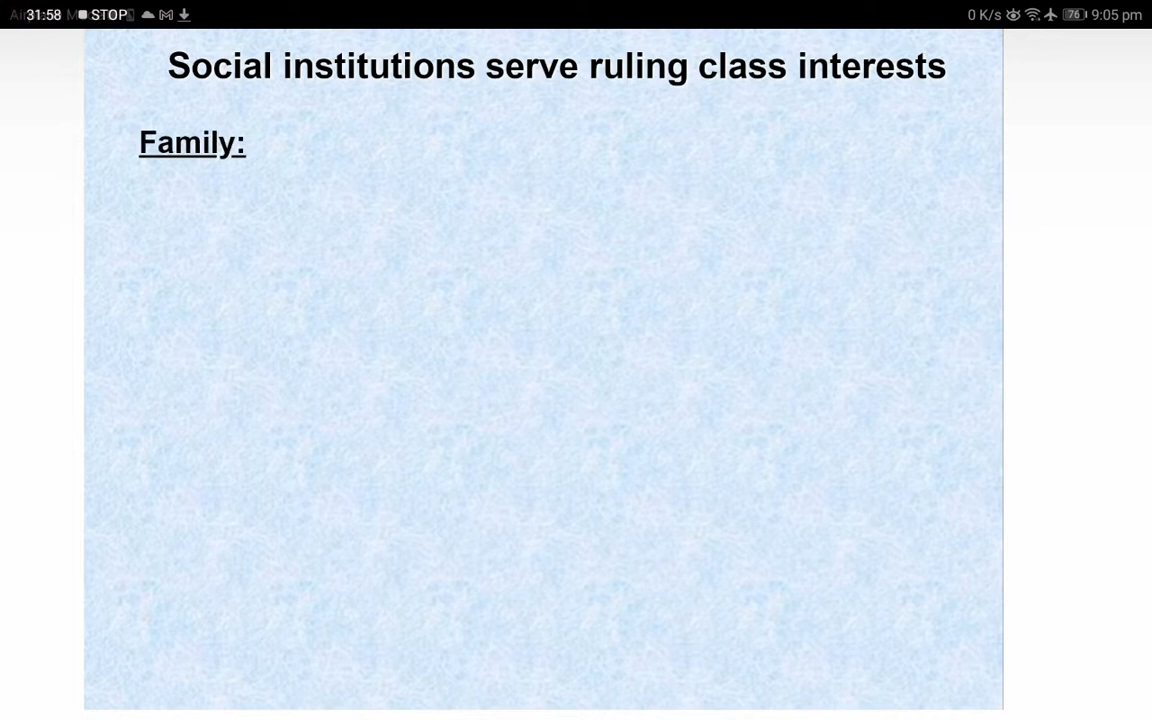 31:58 STOP 0 K/s 76 9:05 pm
Social institutions serve ruling class interests
Family: